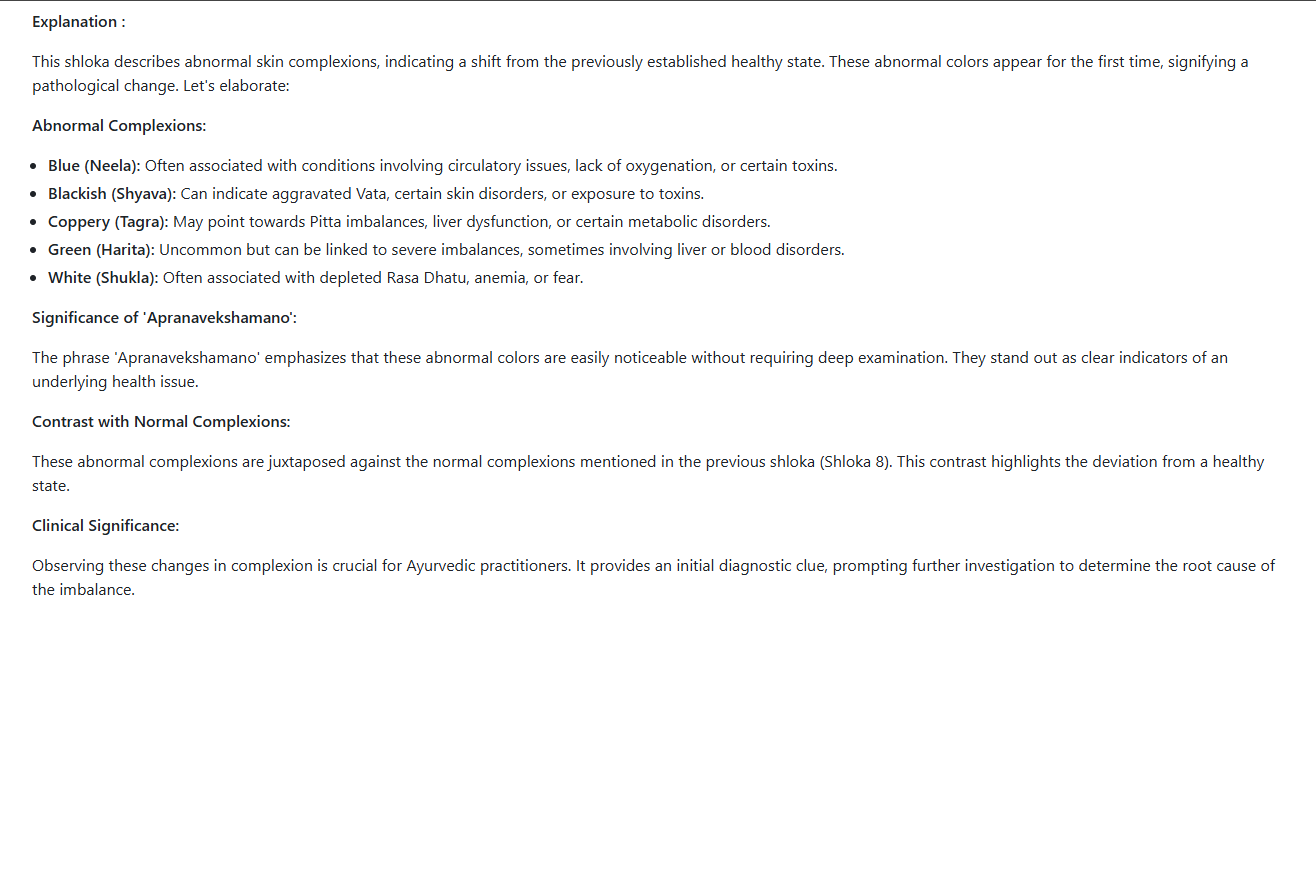 Explanation :
This shloka describes abnormal skin complexions, indicating a shift from the previously established healthy state. These abnormal colors appear for the first time, signifying a
pathological change. Let's elaborate:
Abnormal Complexions:
• Blue (Neela): Often associated with conditions involving circulatory issues, lack of oxygenation, or certain toxins.
• Blackish (Shyava): Can indicate aggravated Vata, certain skin disorders, or exposure to toxins.
• Coppery (Tagra): May point towards Pitta imbalances, liver dysfunction, or certain metabolic disorders.
• Green (Harita): Uncommon but can be linked to severe imbalances, sometimes involving liver or blood disorders.
• White (Shukla): Often associated with depleted Rasa Dhatu, anemia, or fear.
Significance of 'Apranavekshamano':
The phrase 'Apranavekshamano' emphasizes that these abnormal colors are easily noticeable without requiring deep examination. They stand out as clear indicators of an
underlying health issue.
Contrast with Normal Complexions:
These abnormal complexions are juxtaposed against the normal complexions mentioned in the previous shloka (Shloka 8). This contrast highlights the deviation from a healthy
state.
Clinical Significance:
Observing these changes in complexion is crucial for Ayurvedic practitioners. It provides an initial diagnostic clue, prompting further investigation to determine the root cause of
the imbalance.